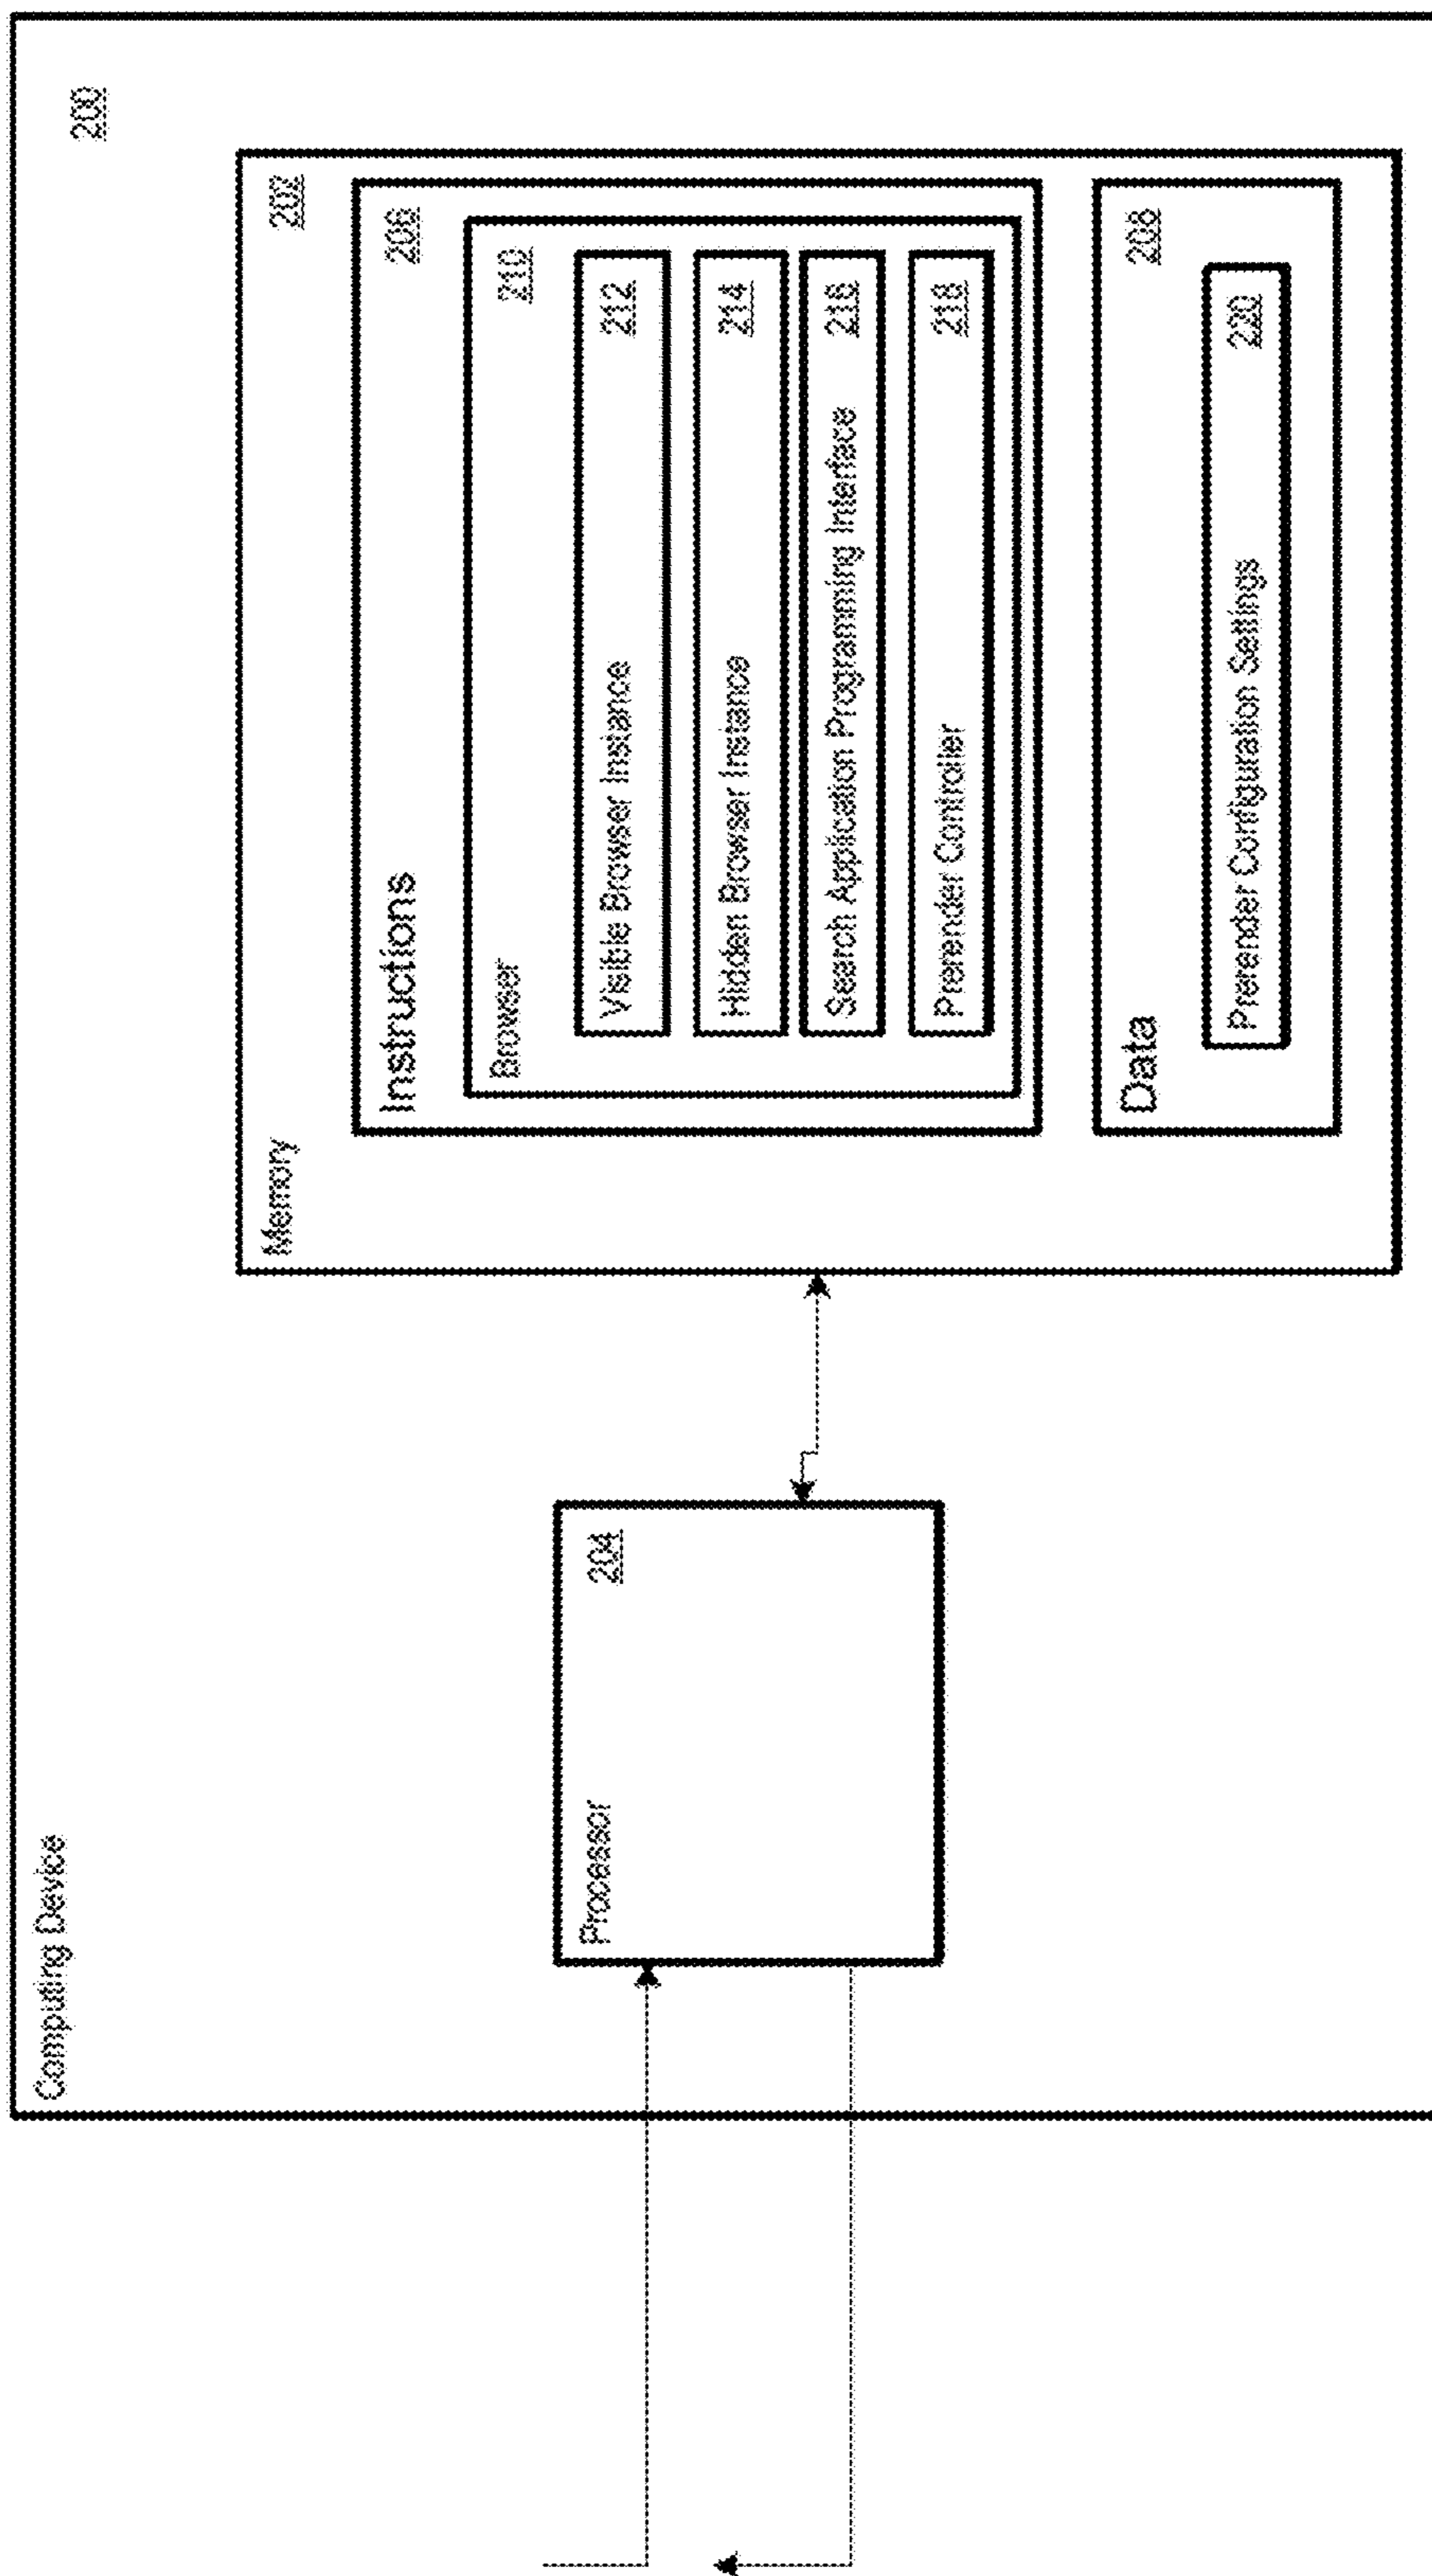 Computing Device 200
Memory 202
Instructions 206
Browser 210
Visible Browser Instance 212
Hidden Browser Instance 214
Search Application Programming Interface 216
Prerender Controller 218
Data 208
Prerender Configuration Settings 220
Processor 204